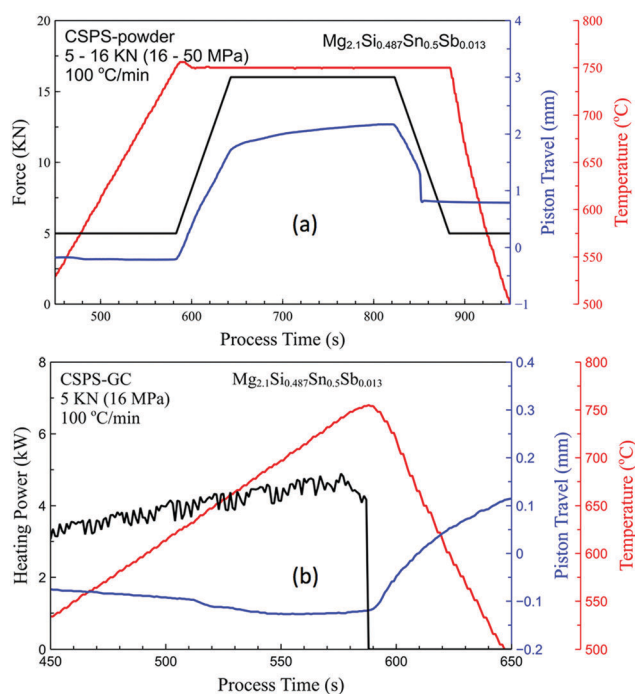 CSPS-powder
5 - 16 KN (16 - 50 MPa)
100 °C/min
Mg2.1Si0.487Sn0.5Sb0.013
20
15
10
5
0
Force (KN)
(a)
4
3
2
1
0
-1
Piston Travel (mm)
800
750
700
650
600
550
500
Temperature (°C)
500 600 700 800 900
Process Time (s)
CSPS-GC
5 KN (16 MPa)
100 °C/min
Mg2.1Si0.487Sn0.5Sb0.013
8
6
4
2
0
Heating Power (kW)
(b)
0.4
0.3
0.2
0.1
0
-0.1
-0.2
Piston Travel (mm)
800
750
700
650
600
550
500
Temperature (°C)
450 500 550 600 650
Process Time (s)